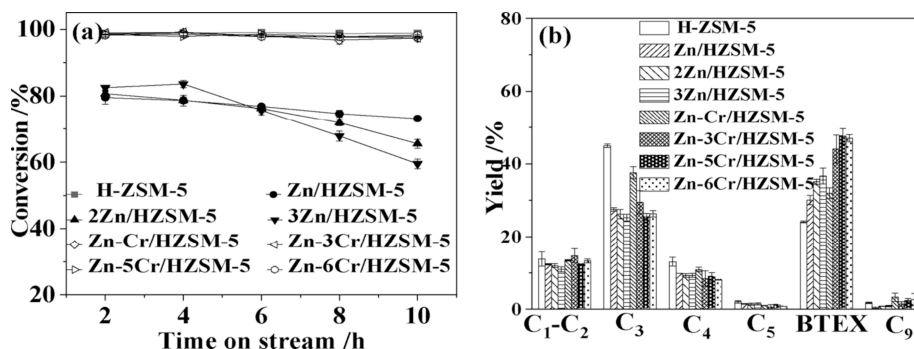 (a)
Conversion /%
100
80
60
40
20
H-ZSM-5
Zn/HZSM-5
2Zn/HZSM-5
3Zn/HZSM-5
Zn-Cr/HZSM-5
Zn-3Cr/HZSM-5
Zn-5Cr/HZSM-5
Zn-6Cr/HZSM-5
2 4 6 8 10
Time on stream /h
(b)
Yield /%
80
60
40
20
0
H-ZSM-5
Zn/HZSM-5
2Zn/HZSM-5
3Zn/HZSM-5
Zn-Cr/HZSM-5
Zn-3Cr/HZSM-5
Zn-5Cr/HZSM-5
Zn-6Cr/HZSM-5
C₁-C₂ C₃ C₄ C₅ BTEX C₉